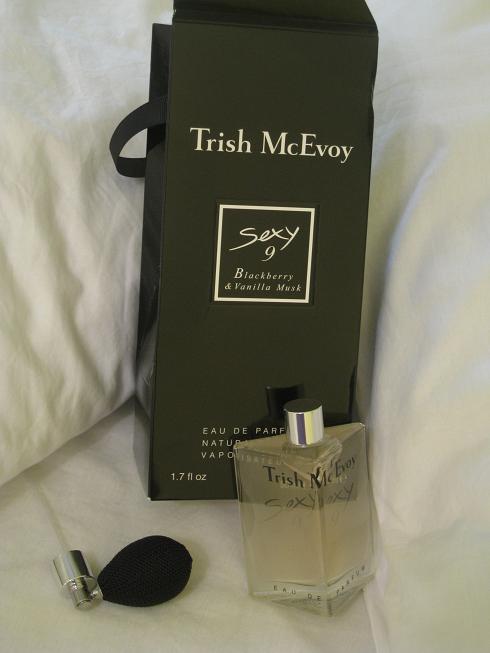 Trish McEvoy
Sexy
9
Blackberry
& Vanilla Musk
EAU DE PARF
NATUR
VAPO
1.7 fl oz
Trish McEvoy
Sexy
EAU DE PARFUM